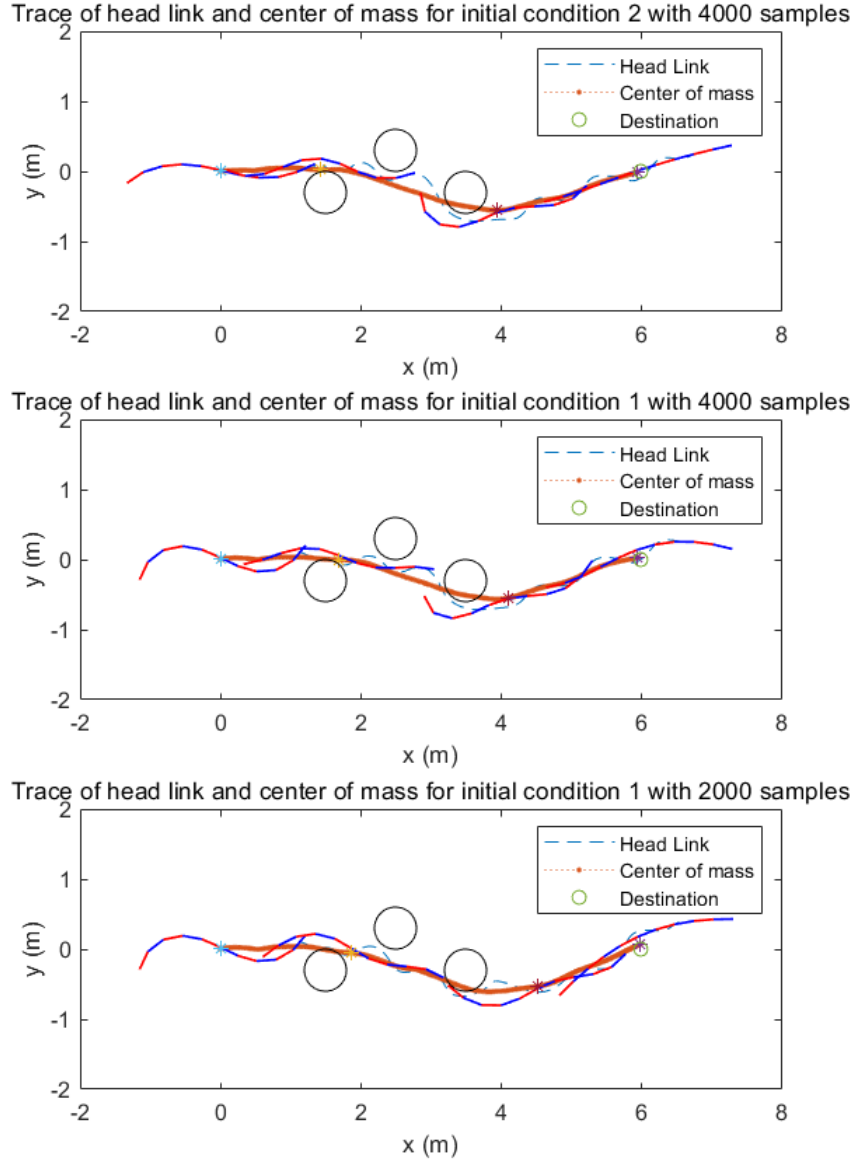 Trace of head link and center of mass for initial condition 2 with 4000 samples
2
Head Link
Center of mass
Destination
1
y (m)
0
-1
-2
-2 0 2 4 6 8
x (m)
Trace of head link and center of mass for initial condition 1 with 4000 samples
2
Head Link
Center of mass
Destination
1
y (m)
0
-1
-2
-2 0 2 4 6 8
x (m)
Trace of head link and center of mass for initial condition 1 with 2000 samples
2
Head Link
Center of mass
Destination
1
y (m)
0
-1
-2
-2 0 2 4 6 8
x (m)